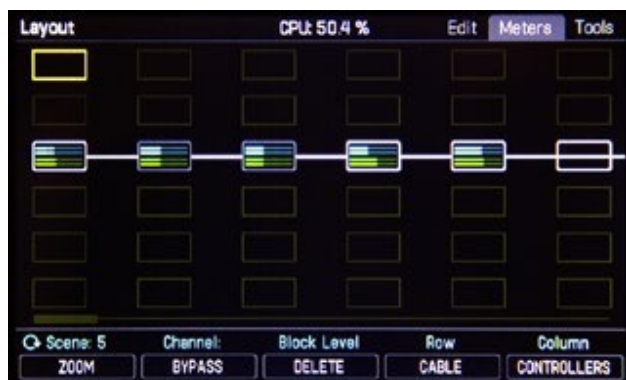 Layout CPU: 50.4 % Edit Meters Tools
Scene: 5 Channel: Block Level Row Column
ZOOM BYPASS DELETE CABLE CONTROLLERS